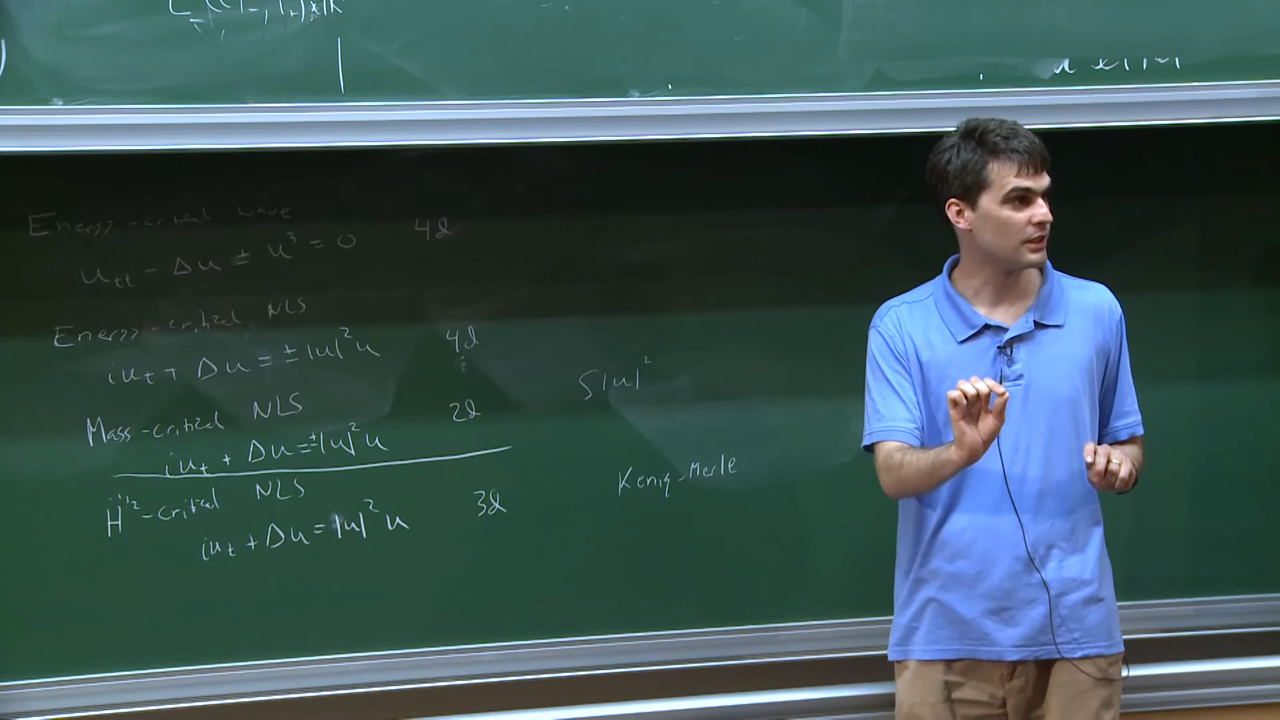 Energy-critical wave
u_tt - Δu ± u³ = 0 4d
Energy-critical NLS
iu_t + Δu = ±|u|²u 4d
Mass-critical NLS 2d
iu_t + Δu = ±|u|²u
Ḣ^1/2-critical NLS
iu_t + Δu = |u|²u 3d
∫|u|²
Kenig-Merle